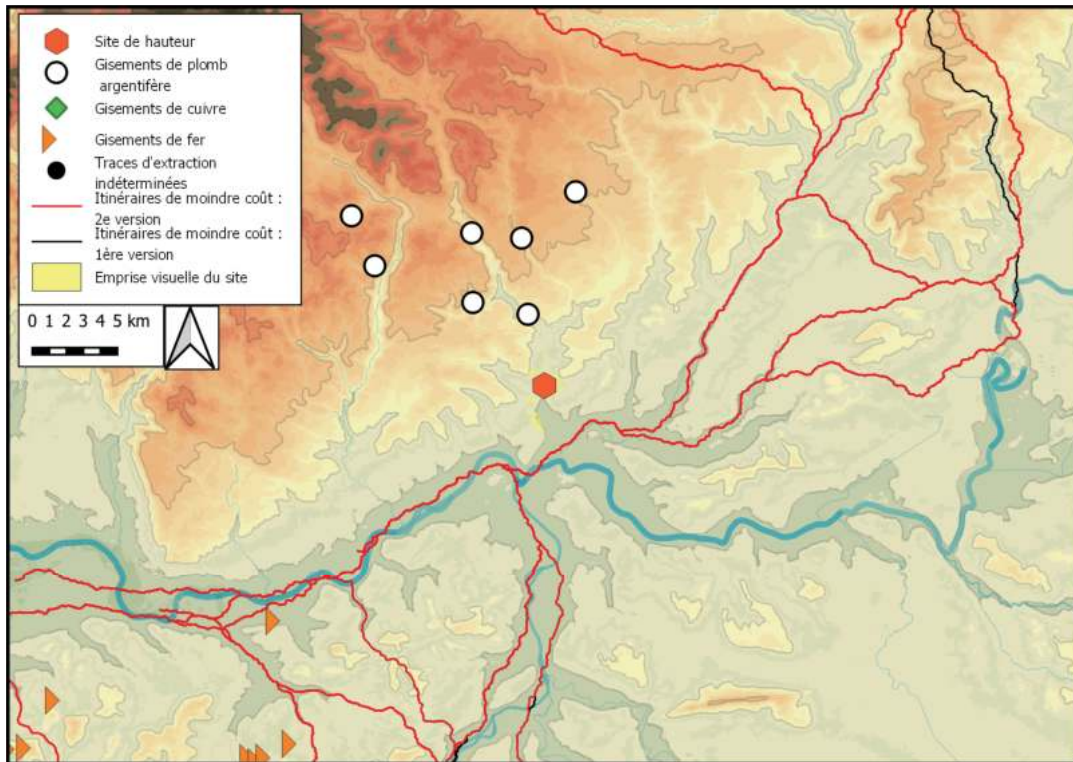 Site de hauteur
Gisements de plomb
argentifère
Gisements de cuivre
Gisements de fer
Traces d'extraction
indéterminées
Itinéraires de moindre coût :
2e version
Itinéraires de moindre coût :
1ère version
Emprise visuelle du site
0 1 2 3 4 5 km